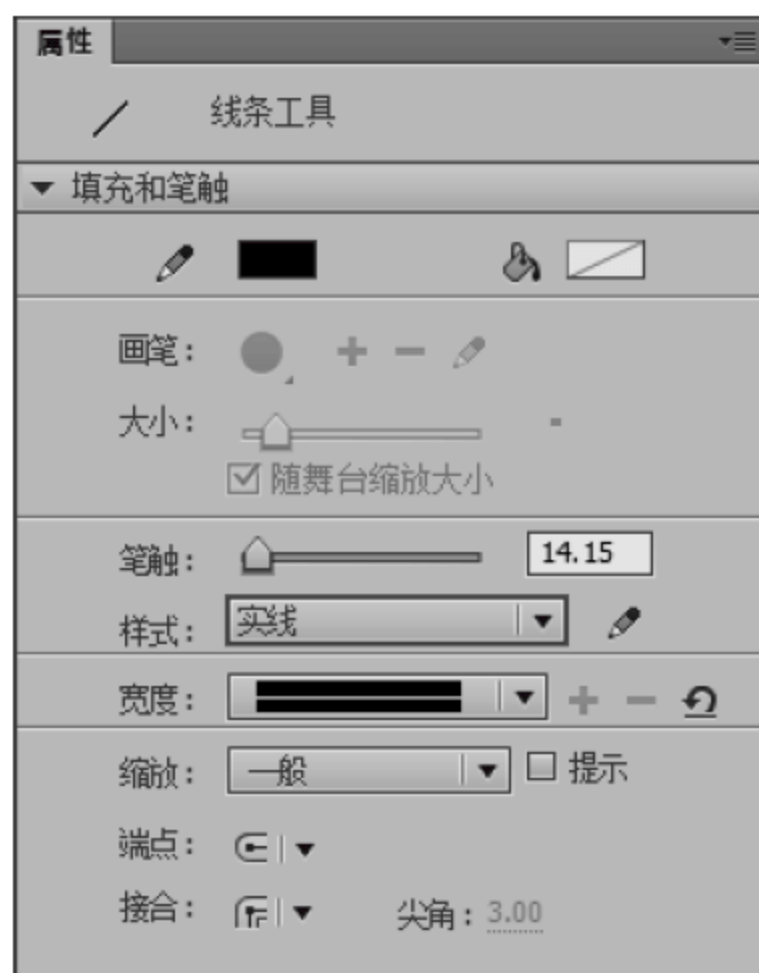 属性
线条工具
填充和笔触
画笔：
大小：
随舞台缩放大小
笔触： 14.15
样式： 实线
宽度：
缩放： 一般 提示
端点：
接合： 尖角： 3.00